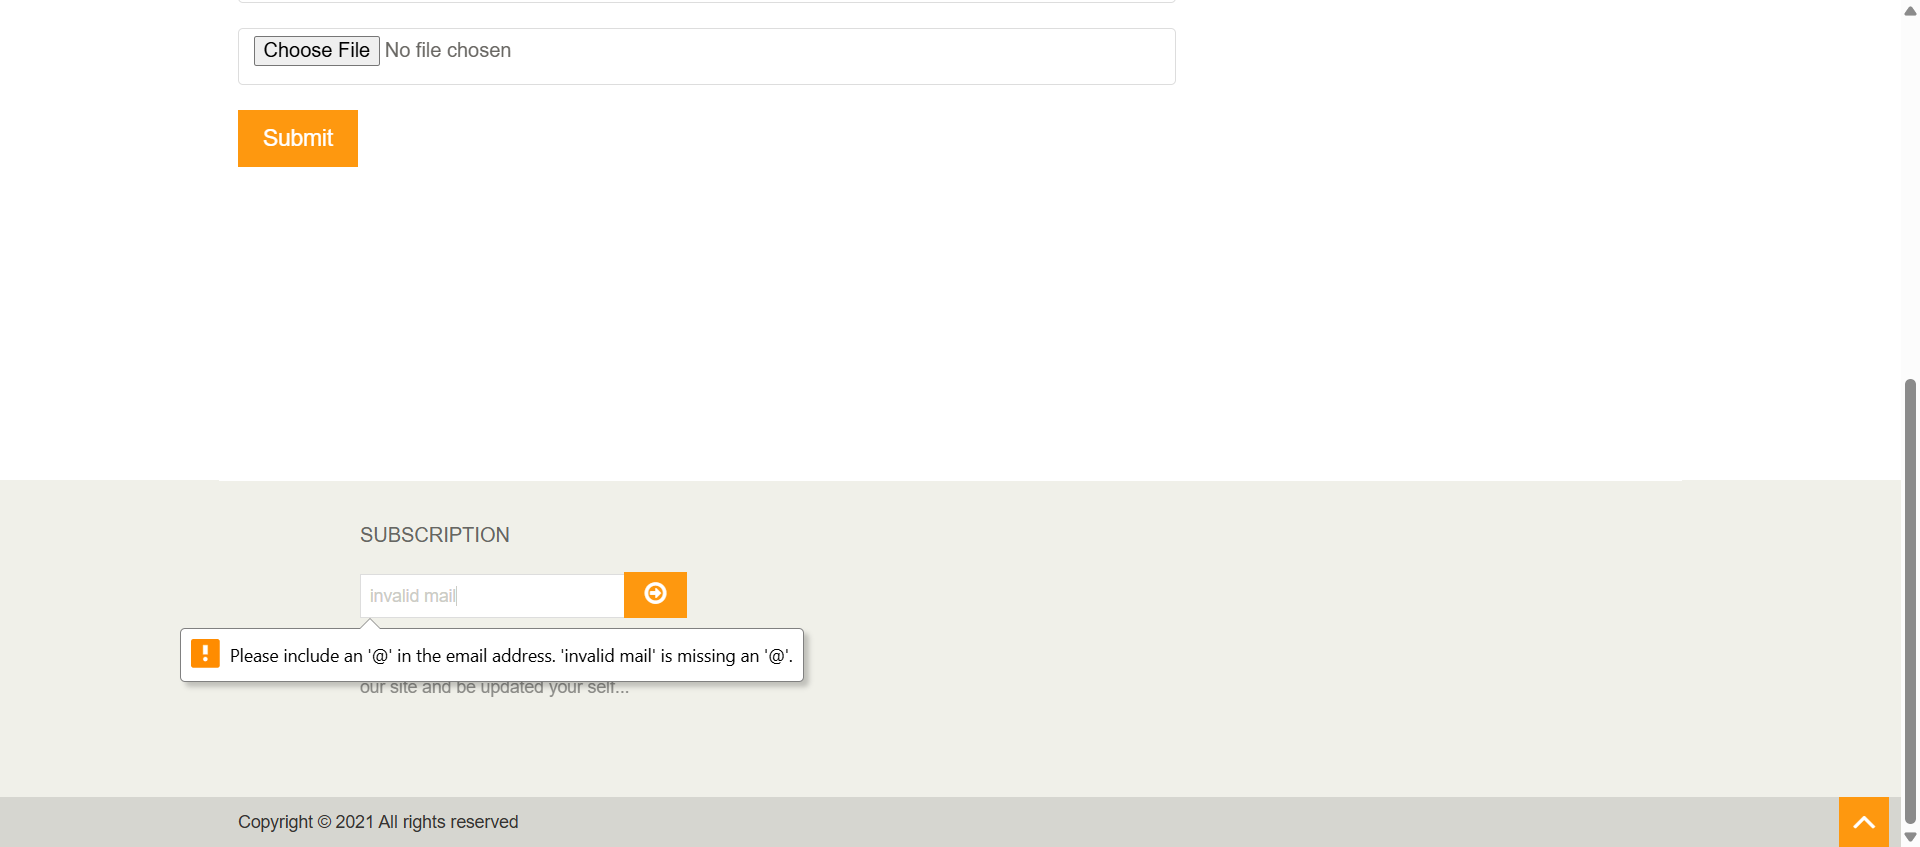 Choose File No file chosen
Submit
SUBSCRIPTION
invalid mail
Please include an '@' in the email address. 'invalid mail' is missing an '@'.
our site and be updated your self...
Copyright © 2021 All rights reserved